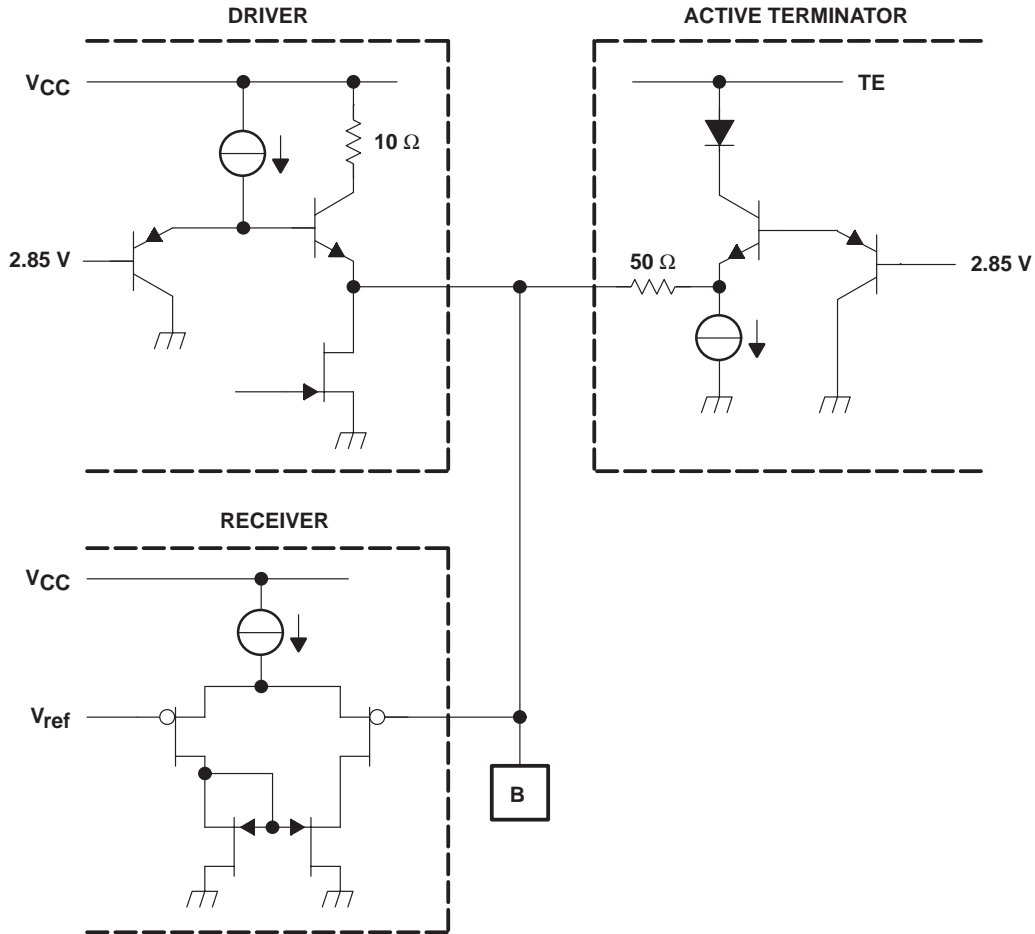 DRIVER
ACTIVE TERMINATOR
VCC
TE
10 Ω
2.85 V
50 Ω
2.85 V
RECEIVER
VCC
Vref
B